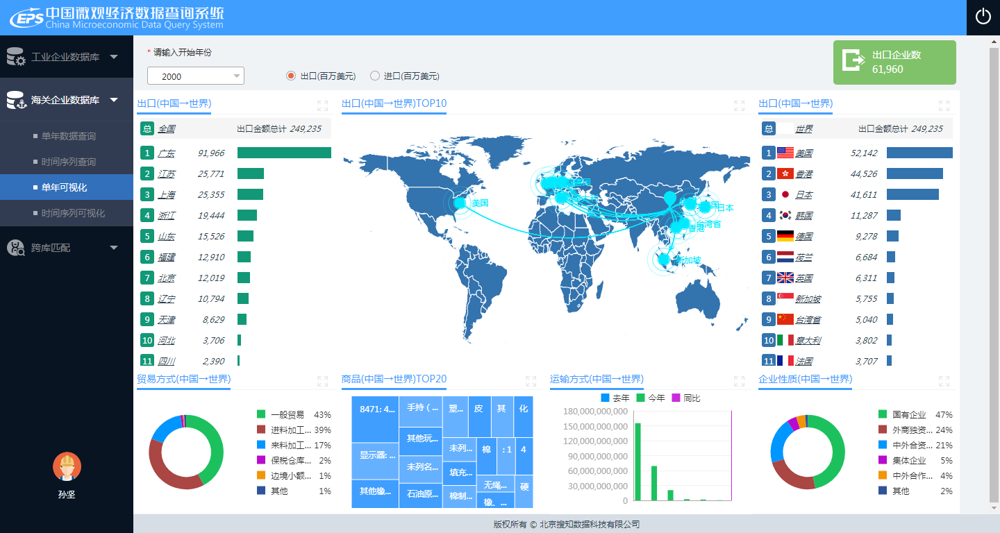 EPS 中国微观经济数据查询系统
China Microeconomic Data Query System
工业企业数据库
海关企业数据库
单年数据查询
时间序列查询
单年可视化
时间序列可视化
跨库匹配
孙坚
* 请输入开始年份
2000
出口(百万美元)
进口(百万美元)
出口企业数
61,960
出口(中国→世界)
总 全国 出口金额总计 249,235
1 广东 91,966
2 江苏 25,771
3 上海 25,355
4 浙江 19,444
5 山东 15,526
6 福建 12,910
7 北京 12,019
8 辽宁 10,794
9 天津 8,629
10 河北 3,706
11 四川 2,390
出口(中国→世界)TOP10
美国
日本
台湾省
香港
新加坡
出口(中国→世界)
总 世界 出口金额总计 249,235
1 美国 52,142
2 香港 44,526
3 日本 41,611
4 韩国 11,287
5 德国 9,278
6 荷兰 6,684
7 英国 6,311
8 新加坡 5,755
9 台湾省 5,040
10 意大利 3,802
11 法国 3,707
贸易方式(中国→世界)
一般贸易 43%
进料加工... 39%
来料加工... 17%
保税仓库... 2%
边境小额... 1%
其他 1%
商品(中国→世界)TOP20
8471: 4...
显示器: ...
其他橡...
手持（...
其他玩...
未列名...
石油原...
塑...
皮
其
化
未列...
棉
: 1
4
填充...
棉制...
无绳...
橡、...
硬
运输方式(中国→世界)
去年 今年 同比
180,000,000,000
150,000,000,000
120,000,000,000
90,000,000,000
60,000,000,000
30,000,000,000
0
企业性质(中国→世界)
国有企业 47%
外商独资... 24%
中外合资... 21%
集体企业 5%
中外合作... 4%
其他 2%
版权所有 © 北京搜知数据科技有限公司